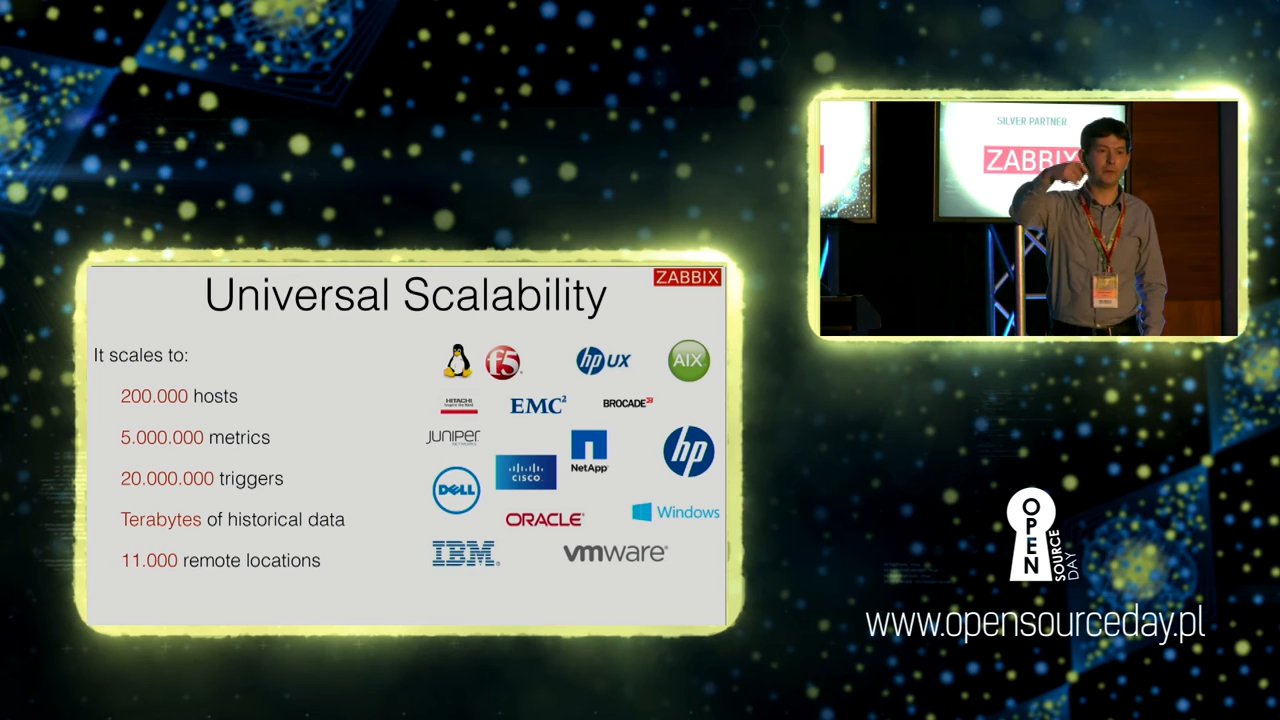 SILVER PARTNER
ZABBIX
Universal Scalability
ZABBIX
It scales to:
200.000 hosts
5.000.000 metrics
20.000.000 triggers
Terabytes of historical data
11.000 remote locations
f5
hp UX
AIX
HITACHI
EMC²
BROCADE
JUNIPER
NETWORKS
NetApp
hp
DELL
CISCO
ORACLE
Windows
IBM
vmware
OPEN
SOURCE
DAY
www.opensourceday.pl